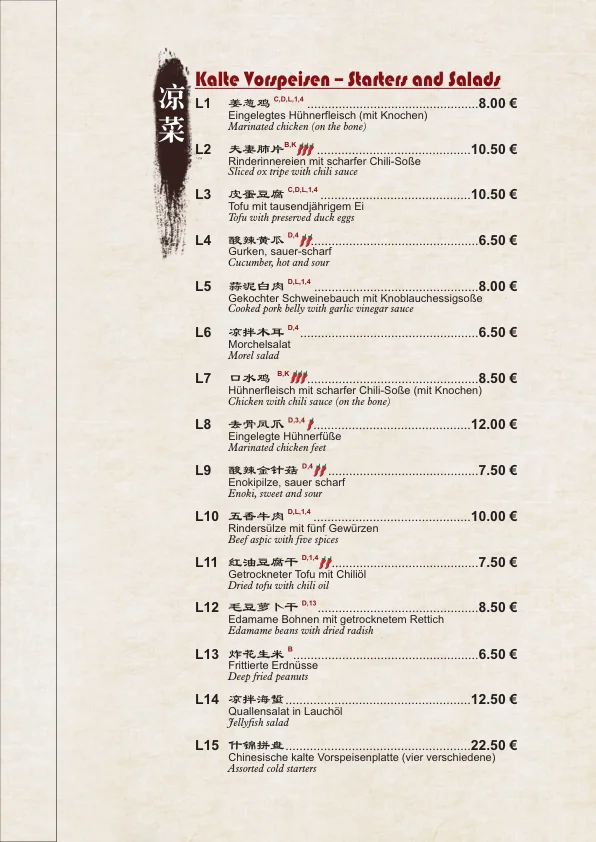 凉菜
Kalte Vorspeisen – Starters and Salads
L1 姜葱鸡 C,D,L,1,4 ........................................ 8.00 €
Eingelegtes Hühnerfleisch (mit Knochen)
Marinated chicken (on the bone)
L2 夫妻肺片 B,K ........................................ 10.50 €
Rinderinnereien mit scharfer Chili-Soße
Sliced ox tripe with chili sauce
L3 皮蛋豆腐 C,D,L,1,4 ........................................ 10.50 €
Tofu mit tausendjährigem Ei
Tofu with preserved duck eggs
L4 酸辣黄瓜 D,4 ........................................ 6.50 €
Gurken, sauer-scharf
Cucumber, hot and sour
L5 蒜泥白肉 D,L,1,4 ........................................ 8.00 €
Gekochter Schweinebauch mit Knoblauchessigsoße
Cooked pork belly with garlic vinegar sauce
L6 凉拌木耳 D,4 ........................................ 6.50 €
Morchelsalat
Morel salad
L7 口水鸡 B,K ........................................ 8.50 €
Hühnerfleisch mit scharfer Chili-Soße (mit Knochen)
Chicken with chili sauce (on the bone)
L8 去骨凤爪 D,3,4 ........................................ 12.00 €
Eingelegte Hühnerfüße
Marinated chicken feet
L9 酸辣金针菇 D,4 ........................................ 7.50 €
Enokipilze, sauer scharf
Enoki, sweet and sour
L10 五香牛肉 D,L,1,4 ........................................ 10.00 €
Rindersülze mit fünf Gewürzen
Beef aspic with five spices
L11 红油豆腐干 D,1,4 ........................................ 7.50 €
Getrockneter Tofu mit Chiliöl
Dried tofu with chili oil
L12 毛豆萝卜干 D,13 ........................................ 8.50 €
Edamame Bohnen mit getrocknetem Rettich
Edamame beans with dried radish
L13 炸花生米 B ........................................ 6.50 €
Frittierte Erdnüsse
Deep fried peanuts
L14 凉拌海蜇 ........................................ 12.50 €
Quallensalat in Lauchöl
Jellyfish salad
L15 什锦拼盘 ........................................ 22.50 €
Chinesische kalte Vorspeisenplatte (vier verschiedene)
Assorted cold starters